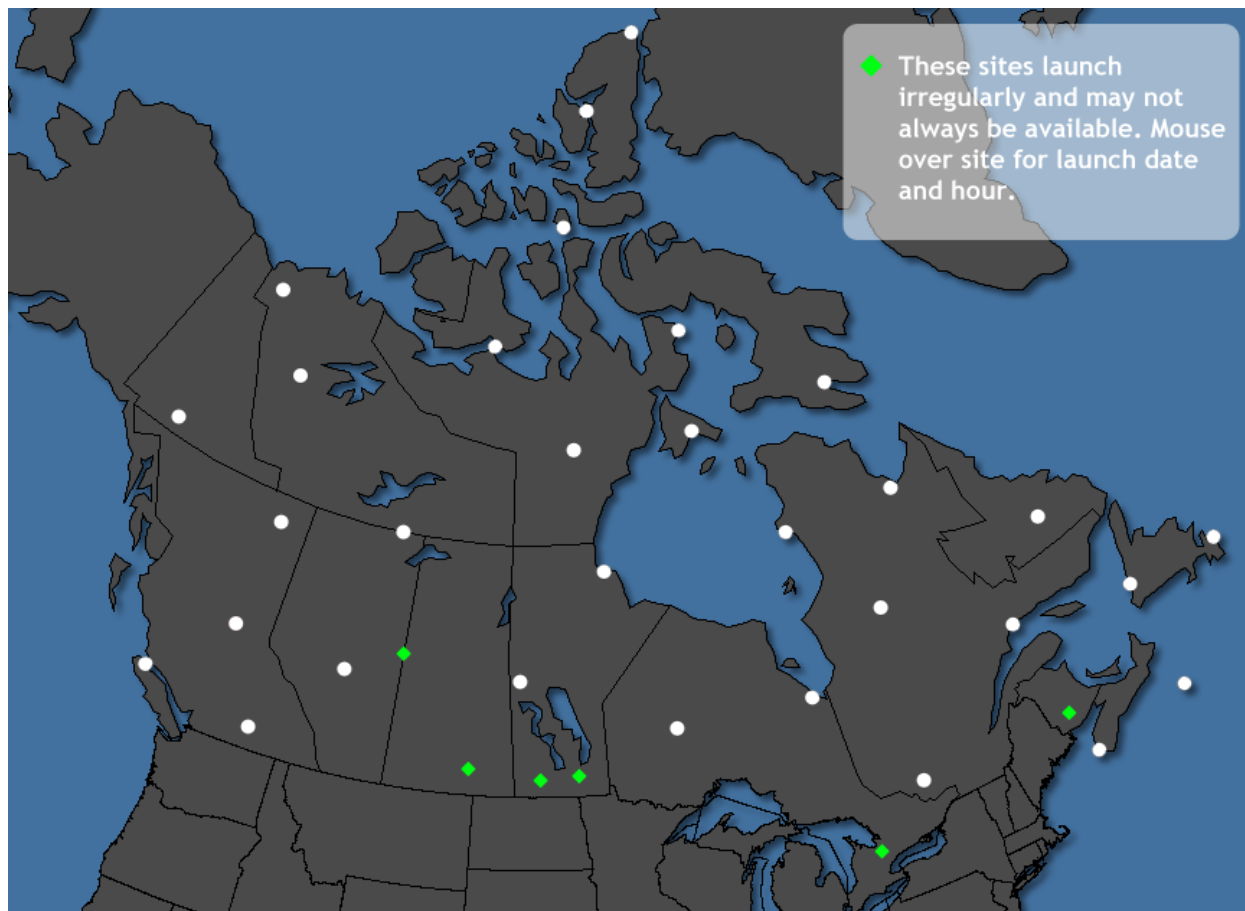 These sites launch
irregularly and may not
always be available. Mouse
over site for launch date
and hour.